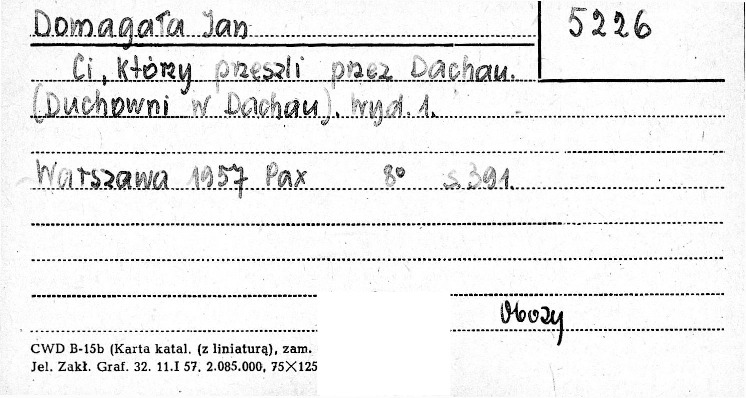 Domagała Jan
5226
Ci, którzy przeszli przez Dachau.
(Duchowni w Dachau). Wyd. 1.
Warszawa 1957 Pax 8° s 391.
Obozy
CWD B-15b (Karta katal. (z liniaturą), zam.
Jel. Zakł. Graf. 32. 11.I 57. 2.085.000, 75×125